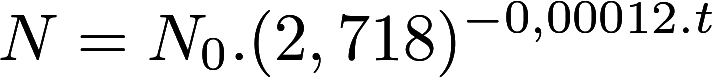 N = N₀.(2,718)^{-0,00012.t}